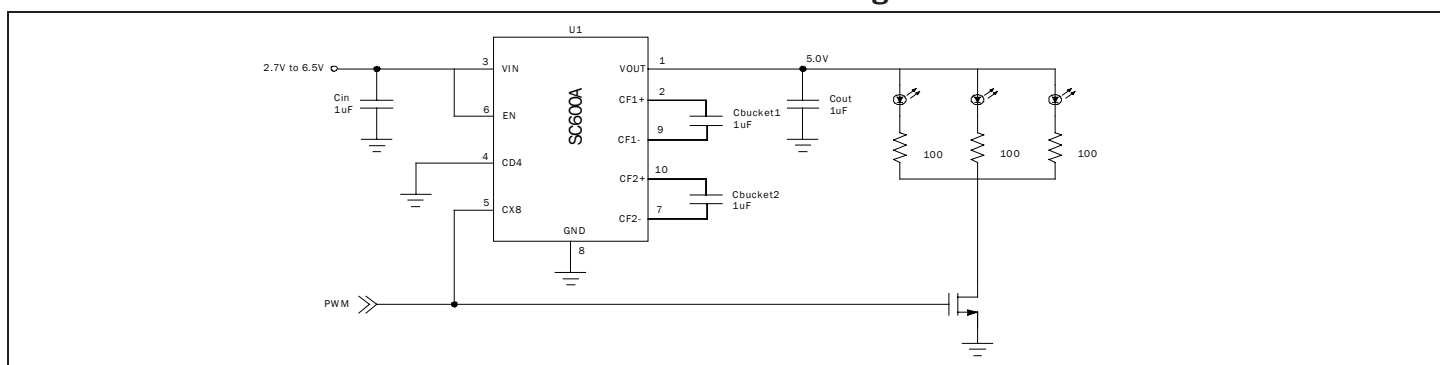 g
U1
2.7V to 6.5V
3
VIN
VOUT
1
5.0V
Cin
1uF
6
EN
SC600A
CF1+
2
Cbucket1
1uF
CF1-
9
Cout
1uF
4
CD4
CF2+
10
Cbucket2
1uF
CF2-
7
5
CX8
GND
8
100
100
100
PWM